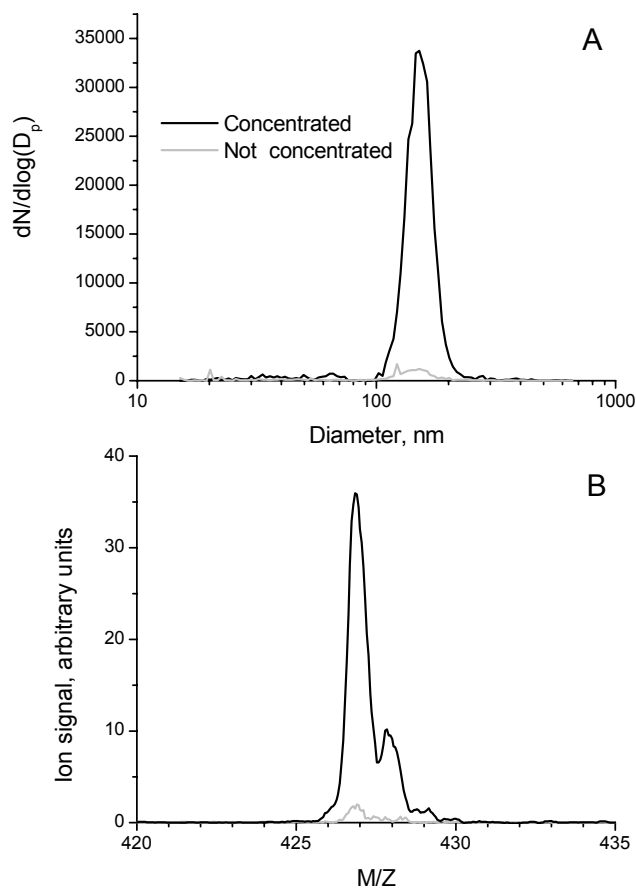 A
35000
30000
25000
20000
15000
10000
5000
0
dN/dlog(Dp)
Concentrated
Not concentrated
10 100 1000
Diameter, nm
B
40
30
20
10
0
Ion signal, arbitrary units
420 425 430 435
M/Z